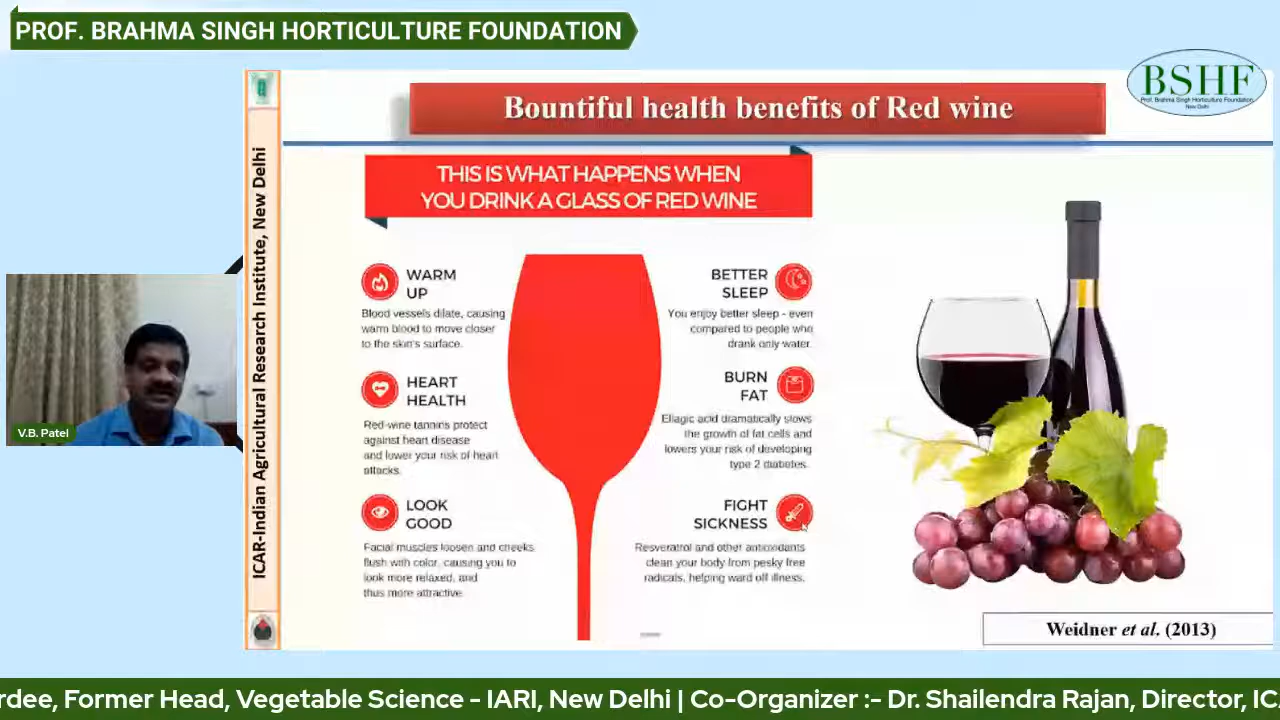 PROF. BRAHMA SINGH HORTICULTURE FOUNDATION
BSHF
Prof. Brahma Singh Horticulture Foundation
New Delhi
Bountiful health benefits of Red wine
ICAR-Indian Agricultural Research Institute, New Delhi
THIS IS WHAT HAPPENS WHEN
YOU DRINK A GLASS OF RED WINE
WARM
UP
Blood vessels dilate, causing
warm blood to move closer
to the skin's surface.
HEART
HEALTH
Red-wine tannins protect
against heart disease
and lower your risk of heart
attacks.
LOOK
GOOD
Facial muscles loosen and cheeks
flush with color, causing you to
look more relaxed, and
thus more attractive.
BETTER
SLEEP
You enjoy better sleep - even
compared to people who
drank only water.
BURN
FAT
Ellagic acid dramatically slows
the growth of fat cells and
lowers your risk of developing
type 2 diabetes.
FIGHT
SICKNESS
Resveratrol and other antioxidants
clean your body from pesky free
radicals, helping ward off illness.
Weidner et al. (2013)
V.B. Patel
rdee, Former Head, Vegetable Science - IARI, New Delhi | Co-Organizer :- Dr. Shailendra Rajan, Director, IC